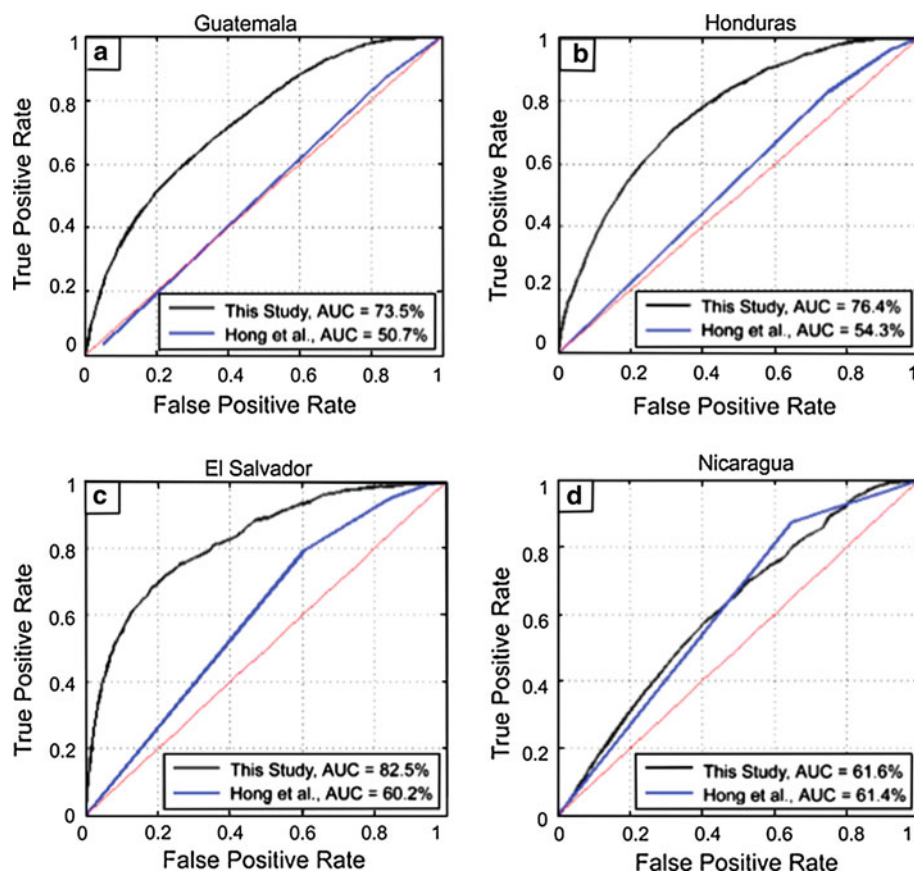 Guatemala
a
True Positive Rate
1
0.8
0.6
0.4
0.2
0
This Study, AUC = 73.5%
Hong et al., AUC = 50.7%
0 0.2 0.4 0.6 0.8 1
False Positive Rate
Honduras
b
True Positive Rate
1
0.8
0.6
0.4
0.2
0
This Study, AUC = 76.4%
Hong et al., AUC = 54.3%
0 0.2 0.4 0.6 0.8 1
False Positive Rate
El Salvador
c
True Positive Rate
1
0.8
0.6
0.4
0.2
0
This Study, AUC = 82.5%
Hong et al., AUC = 60.2%
0 0.2 0.4 0.6 0.8 1
False Positive Rate
Nicaragua
d
True Positive Rate
1
0.8
0.6
0.4
0.2
0
This Study, AUC = 61.6%
Hong et al., AUC = 61.4%
0 0.2 0.4 0.6 0.8 1
False Positive Rate